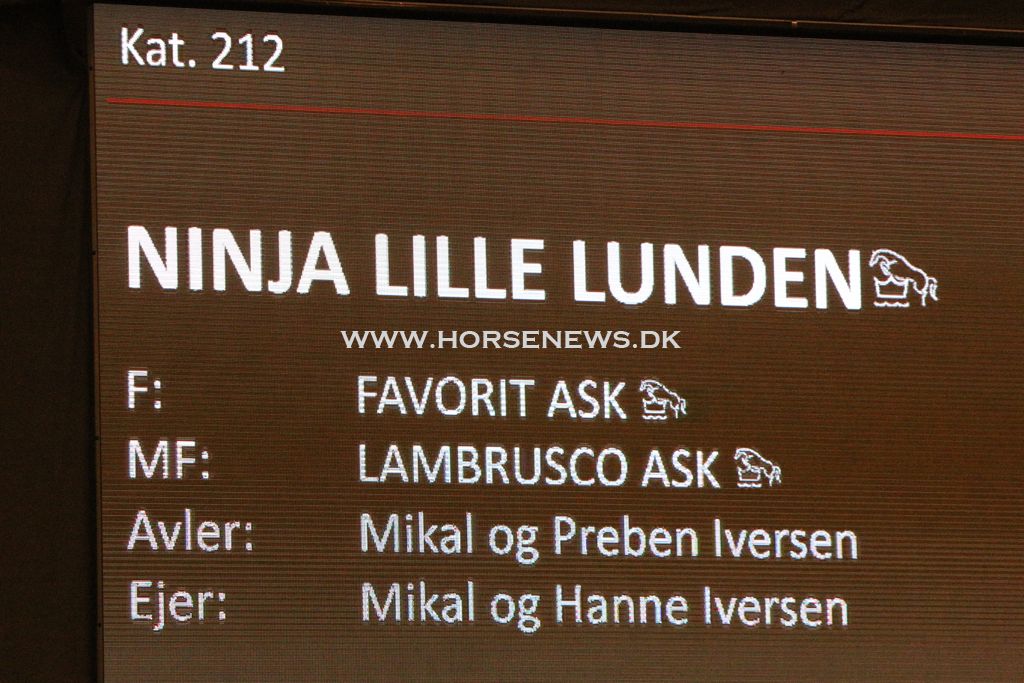 Kat. 212
NINJA LILLE LUNDEN
WWW.HORSENEWS.DK
F: FAVORIT ASK
MF: LAMBRUSCO ASK
Avler: Mikal og Preben Iversen
Ejer: Mikal og Hanne Iversen